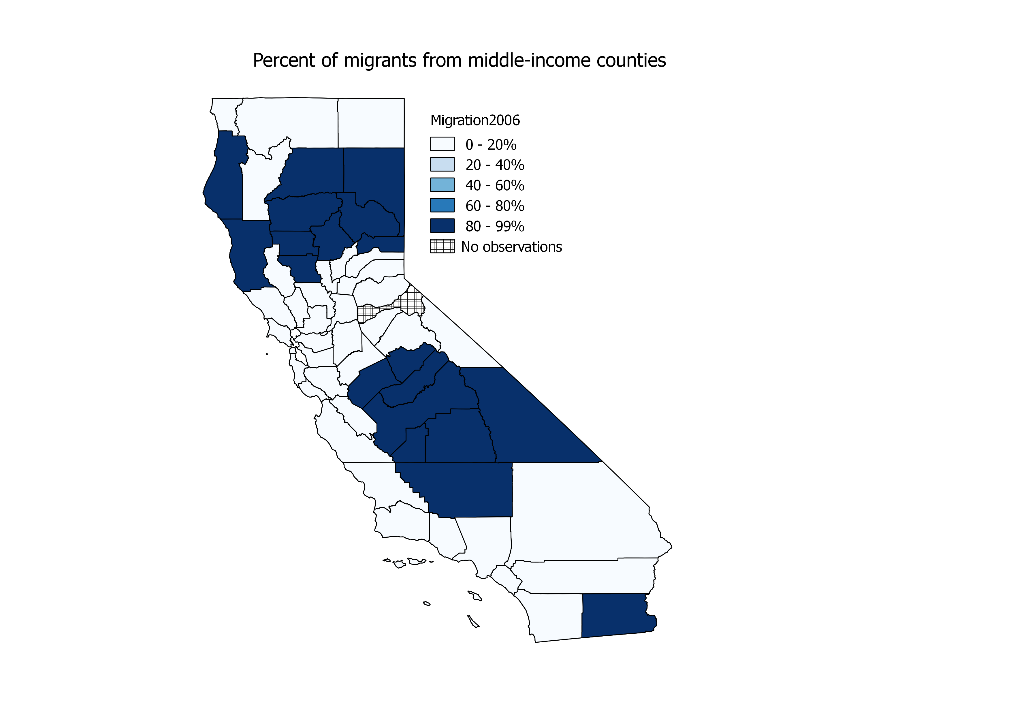 Percent of migrants from middle-income counties
Migration2006
0 - 20%
20 - 40%
40 - 60%
60 - 80%
80 - 99%
No observations